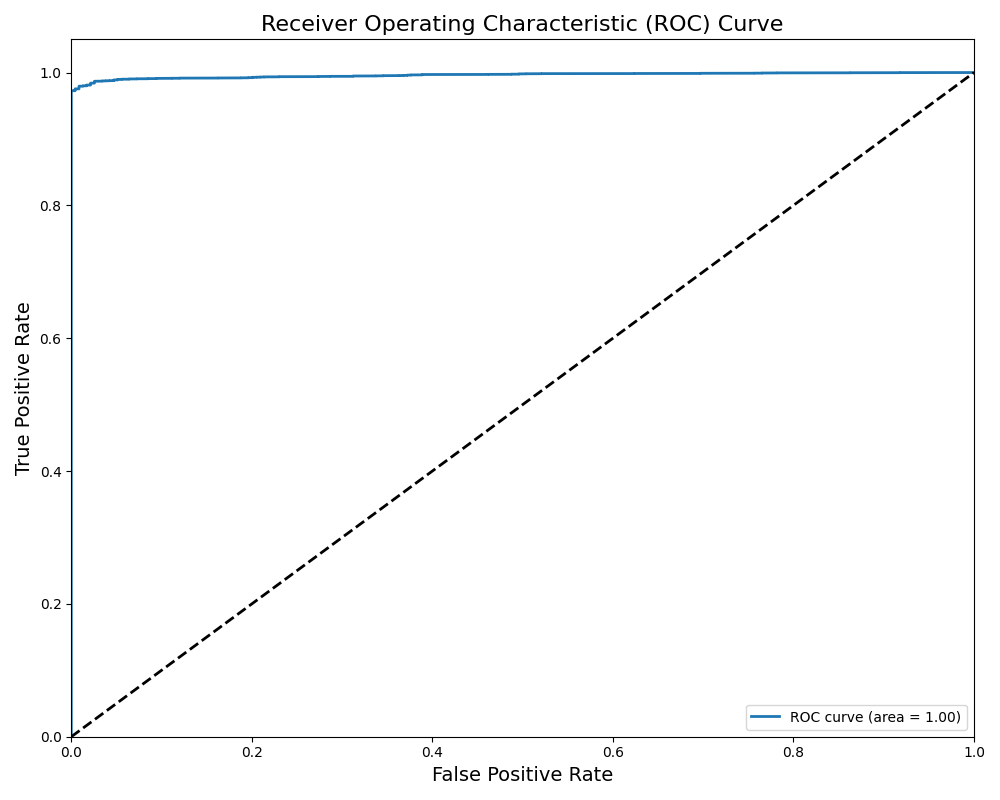 Receiver Operating Characteristic (ROC) Curve
True Positive Rate
1.0
0.8
0.6
0.4
0.2
0.0
ROC curve (area = 1.00)
0.0 0.2 0.4 0.6 0.8 1.0
False Positive Rate